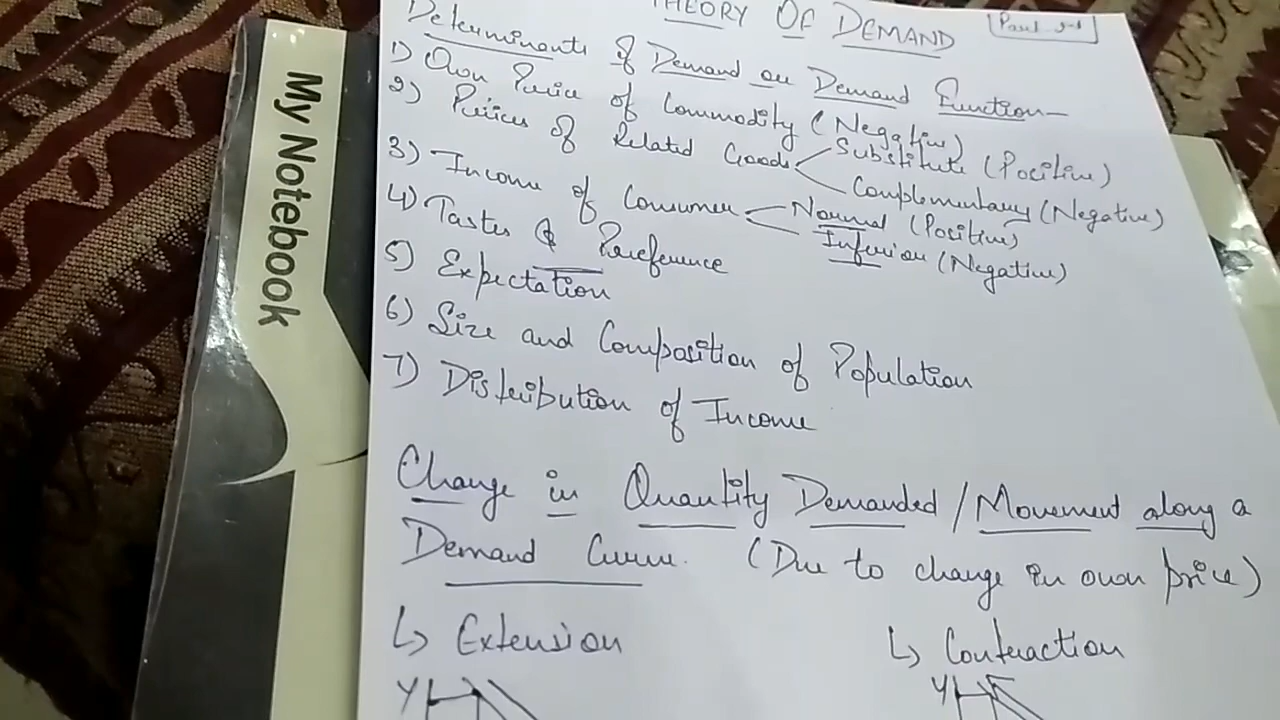 THEORY OF DEMAND
Determinants of Demand or Demand Function-
1) Own Price of Commodity (Negative)
2) Prices of Related Goods Substitute (Positive)
Complementary (Negative)
3) Income of Consumer Normal (Positive)
Inferior (Negative)
4) Tastes & Preference
5) Expectation
6) Size and Composition of Population
7) Distribution of Income
Change in Quantity Demanded / Movement along a
Demand Curve. (Due to change in own price)
↳ Extension ↳ Contraction
Y Y
My Notebook